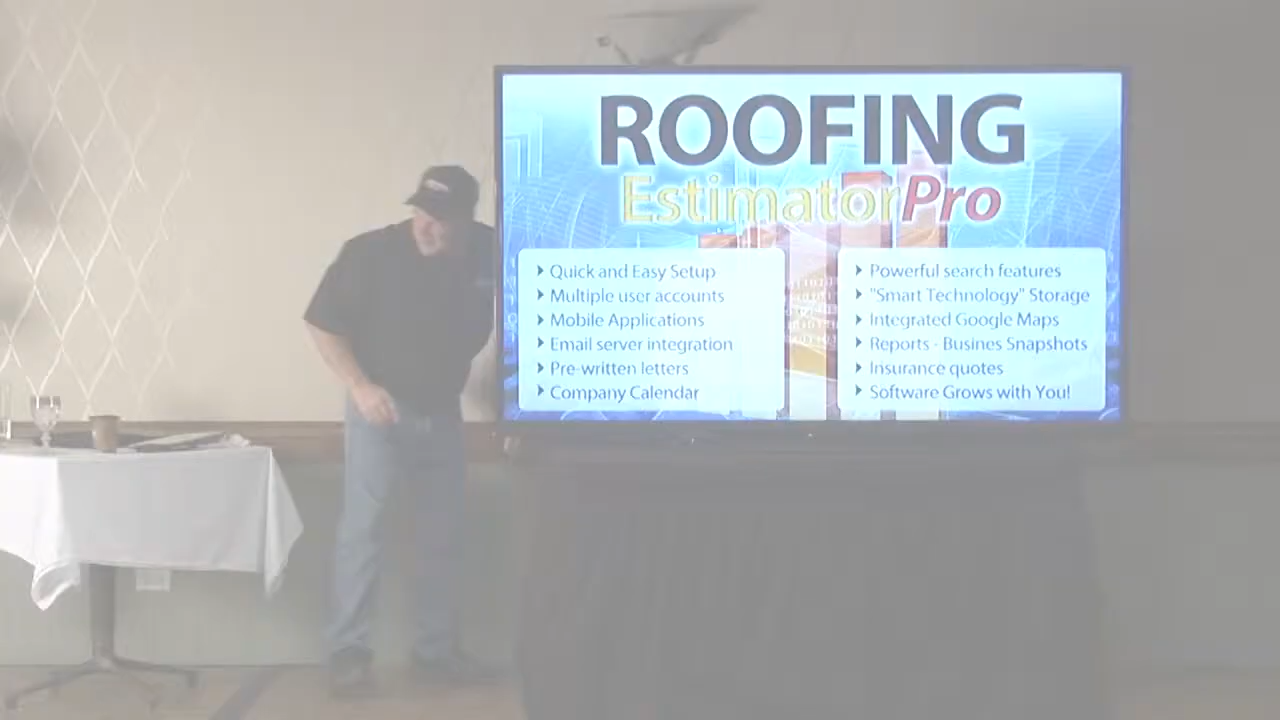 ROOFING
EstimatorPro
Quick and Easy Setup
Multiple user accounts
Mobile Applications
Email server integration
Pre-written letters
Company Calendar
Powerful search features
"Smart Technology" Storage
Integrated Google Maps
Reports - Busines Snapshots
Insurance quotes
Software Grows with You!